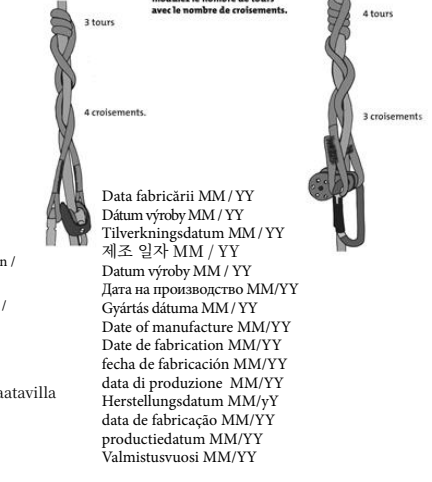 modulez le nombre de tours
avec le nombre de croisements.
3 tours
4 tours
4 croisements.
3 croisements
Data fabricării MM / YY
Dátum výroby MM / YY
Tilverkningsdatum MM / YY
제조 일자 MM / YY
Datum výroby MM / YY
Дата на производство MM/YY
Gyártás dátuma MM / YY
Date of manufacture MM/YY
Date de fabrication MM/YY
fecha de fabricación MM/YY
data di produzione MM/YY
Herstellungsdatum MM/yY
data de fabricação MM/YY
productiedatum MM/YY
Valmistusvuosi MM/YY
n /
/
aatavilla